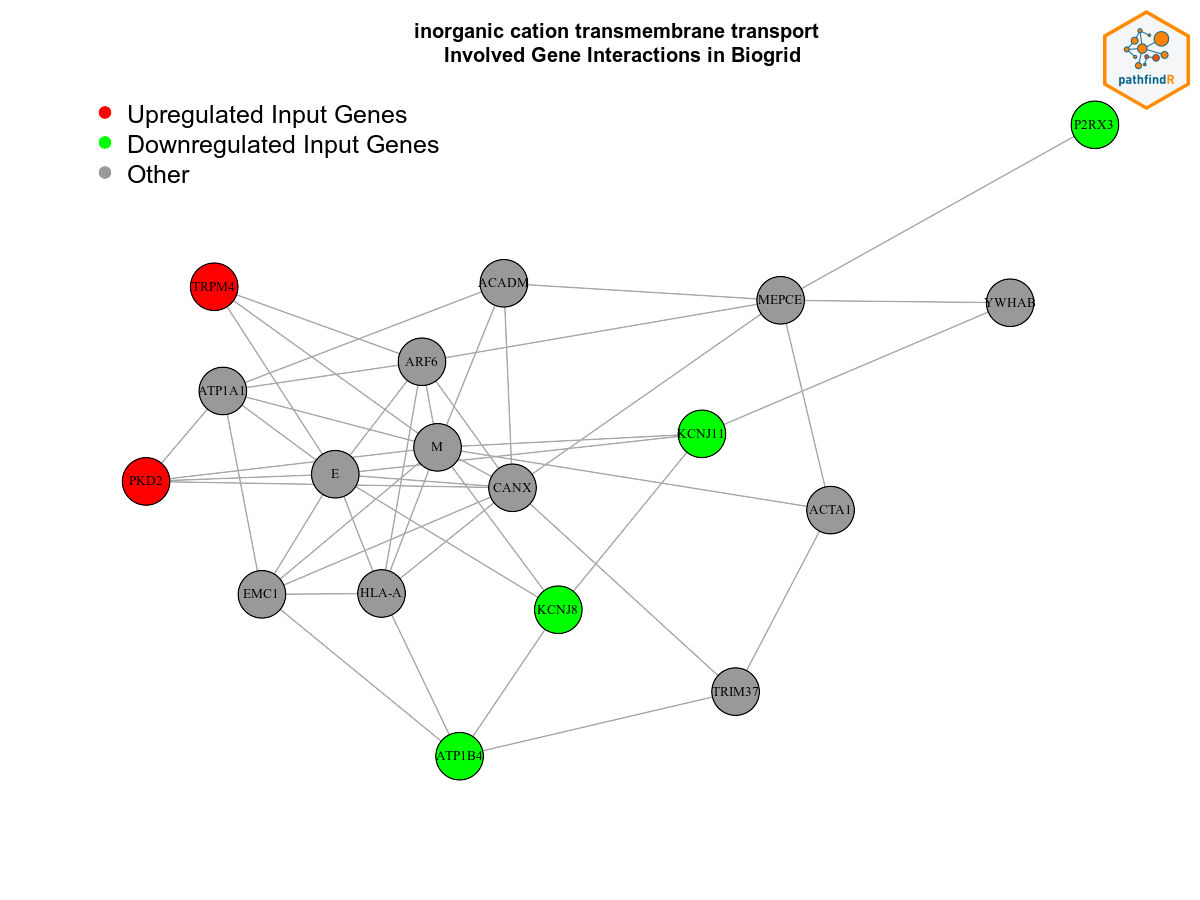 inorganic cation transmembrane transport
Involved Gene Interactions in Biogrid
pathfindR
Upregulated Input Genes
Downregulated Input Genes
Other
P2RX3
TRPM4
ACADM
MEPCE
YWHAB
ARF6
ATP1A1
KCNJ11
M
E
PKD2
CANX
ACTA1
EMC1
HLA-A
KCNJ8
TRIM37
ATP1B4